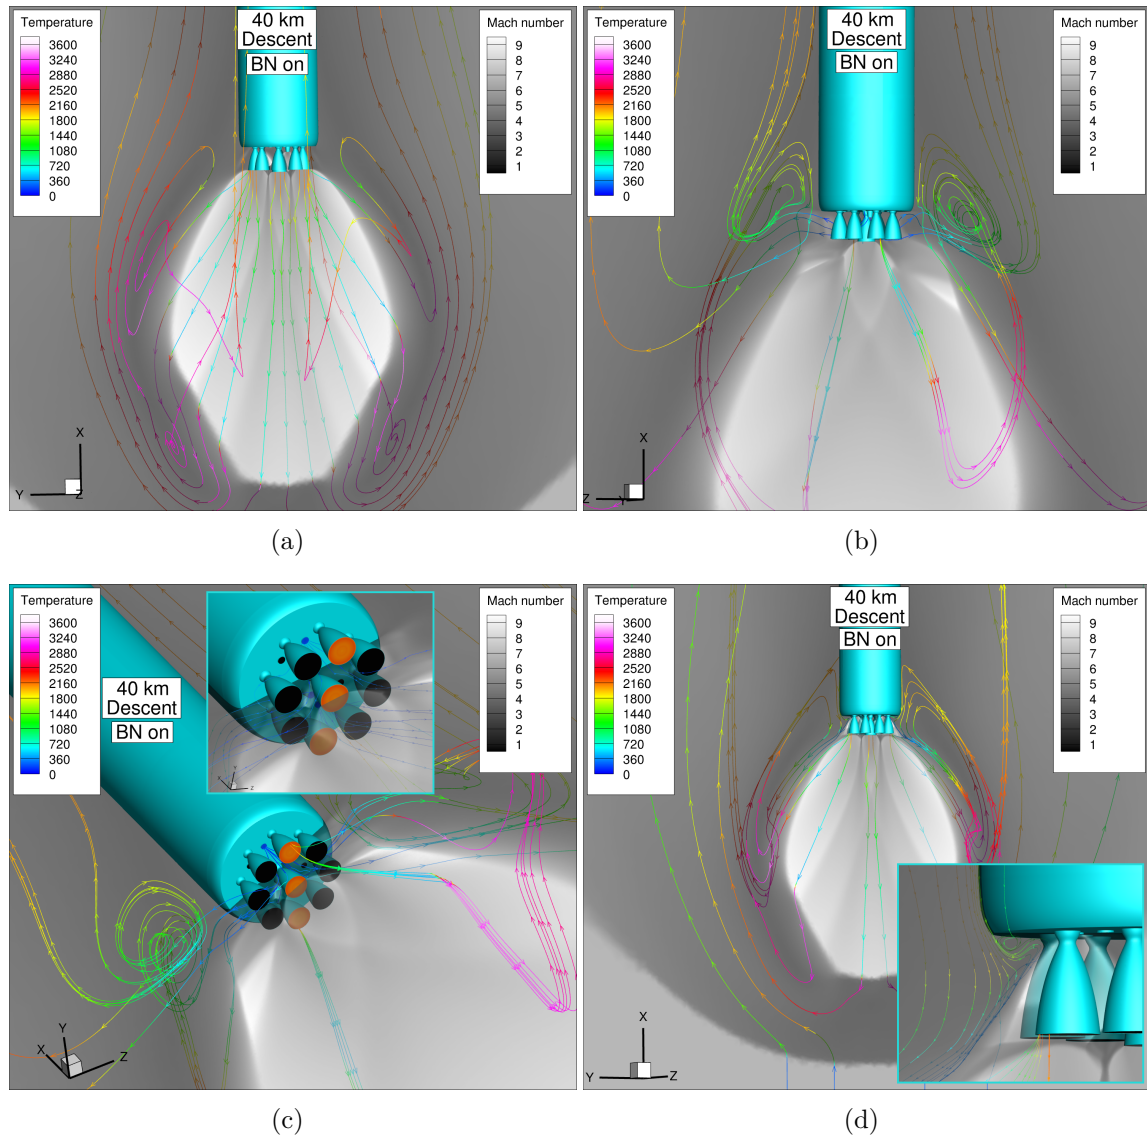 Temperature
3600
3240
2880
2520
2160
1800
1440
1080
720
360
0
40 km
Descent
BN on
Mach number
9
8
7
6
5
4
3
2
1
X
Y
Z
(a)
Temperature
3600
3240
2880
2520
2160
1800
1440
1080
720
360
0
40 km
Descent
BN on
Mach number
9
8
7
6
5
4
3
2
1
X
Z
Y
(b)
Temperature
3600
3240
2880
2520
2160
1800
1440
1080
720
360
0
40 km
Descent
BN on
Mach number
9
8
7
6
5
4
3
2
1
Y
X
Z
(c)
Temperature
3600
3240
2880
2520
2160
1800
1440
1080
720
360
0
40 km
Descent
BN on
Mach number
9
8
7
6
5
4
3
2
1
X
Y
Z
(d)